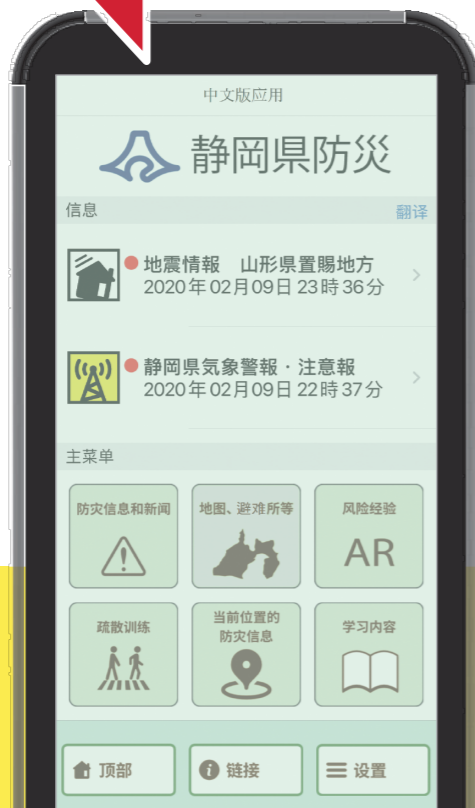 中文版应用
静岡県防災
信息
翻译
地震情報　山形県置賜地方
2020年02月09日 23時36分
静岡県気象警報・注意報
2020年02月09日 22時37分
主菜单
防灾信息和新闻
地图、避难所等
风险经验
AR
疏散训练
当前位置的
防灾信息
学习内容
顶部
链接
设置